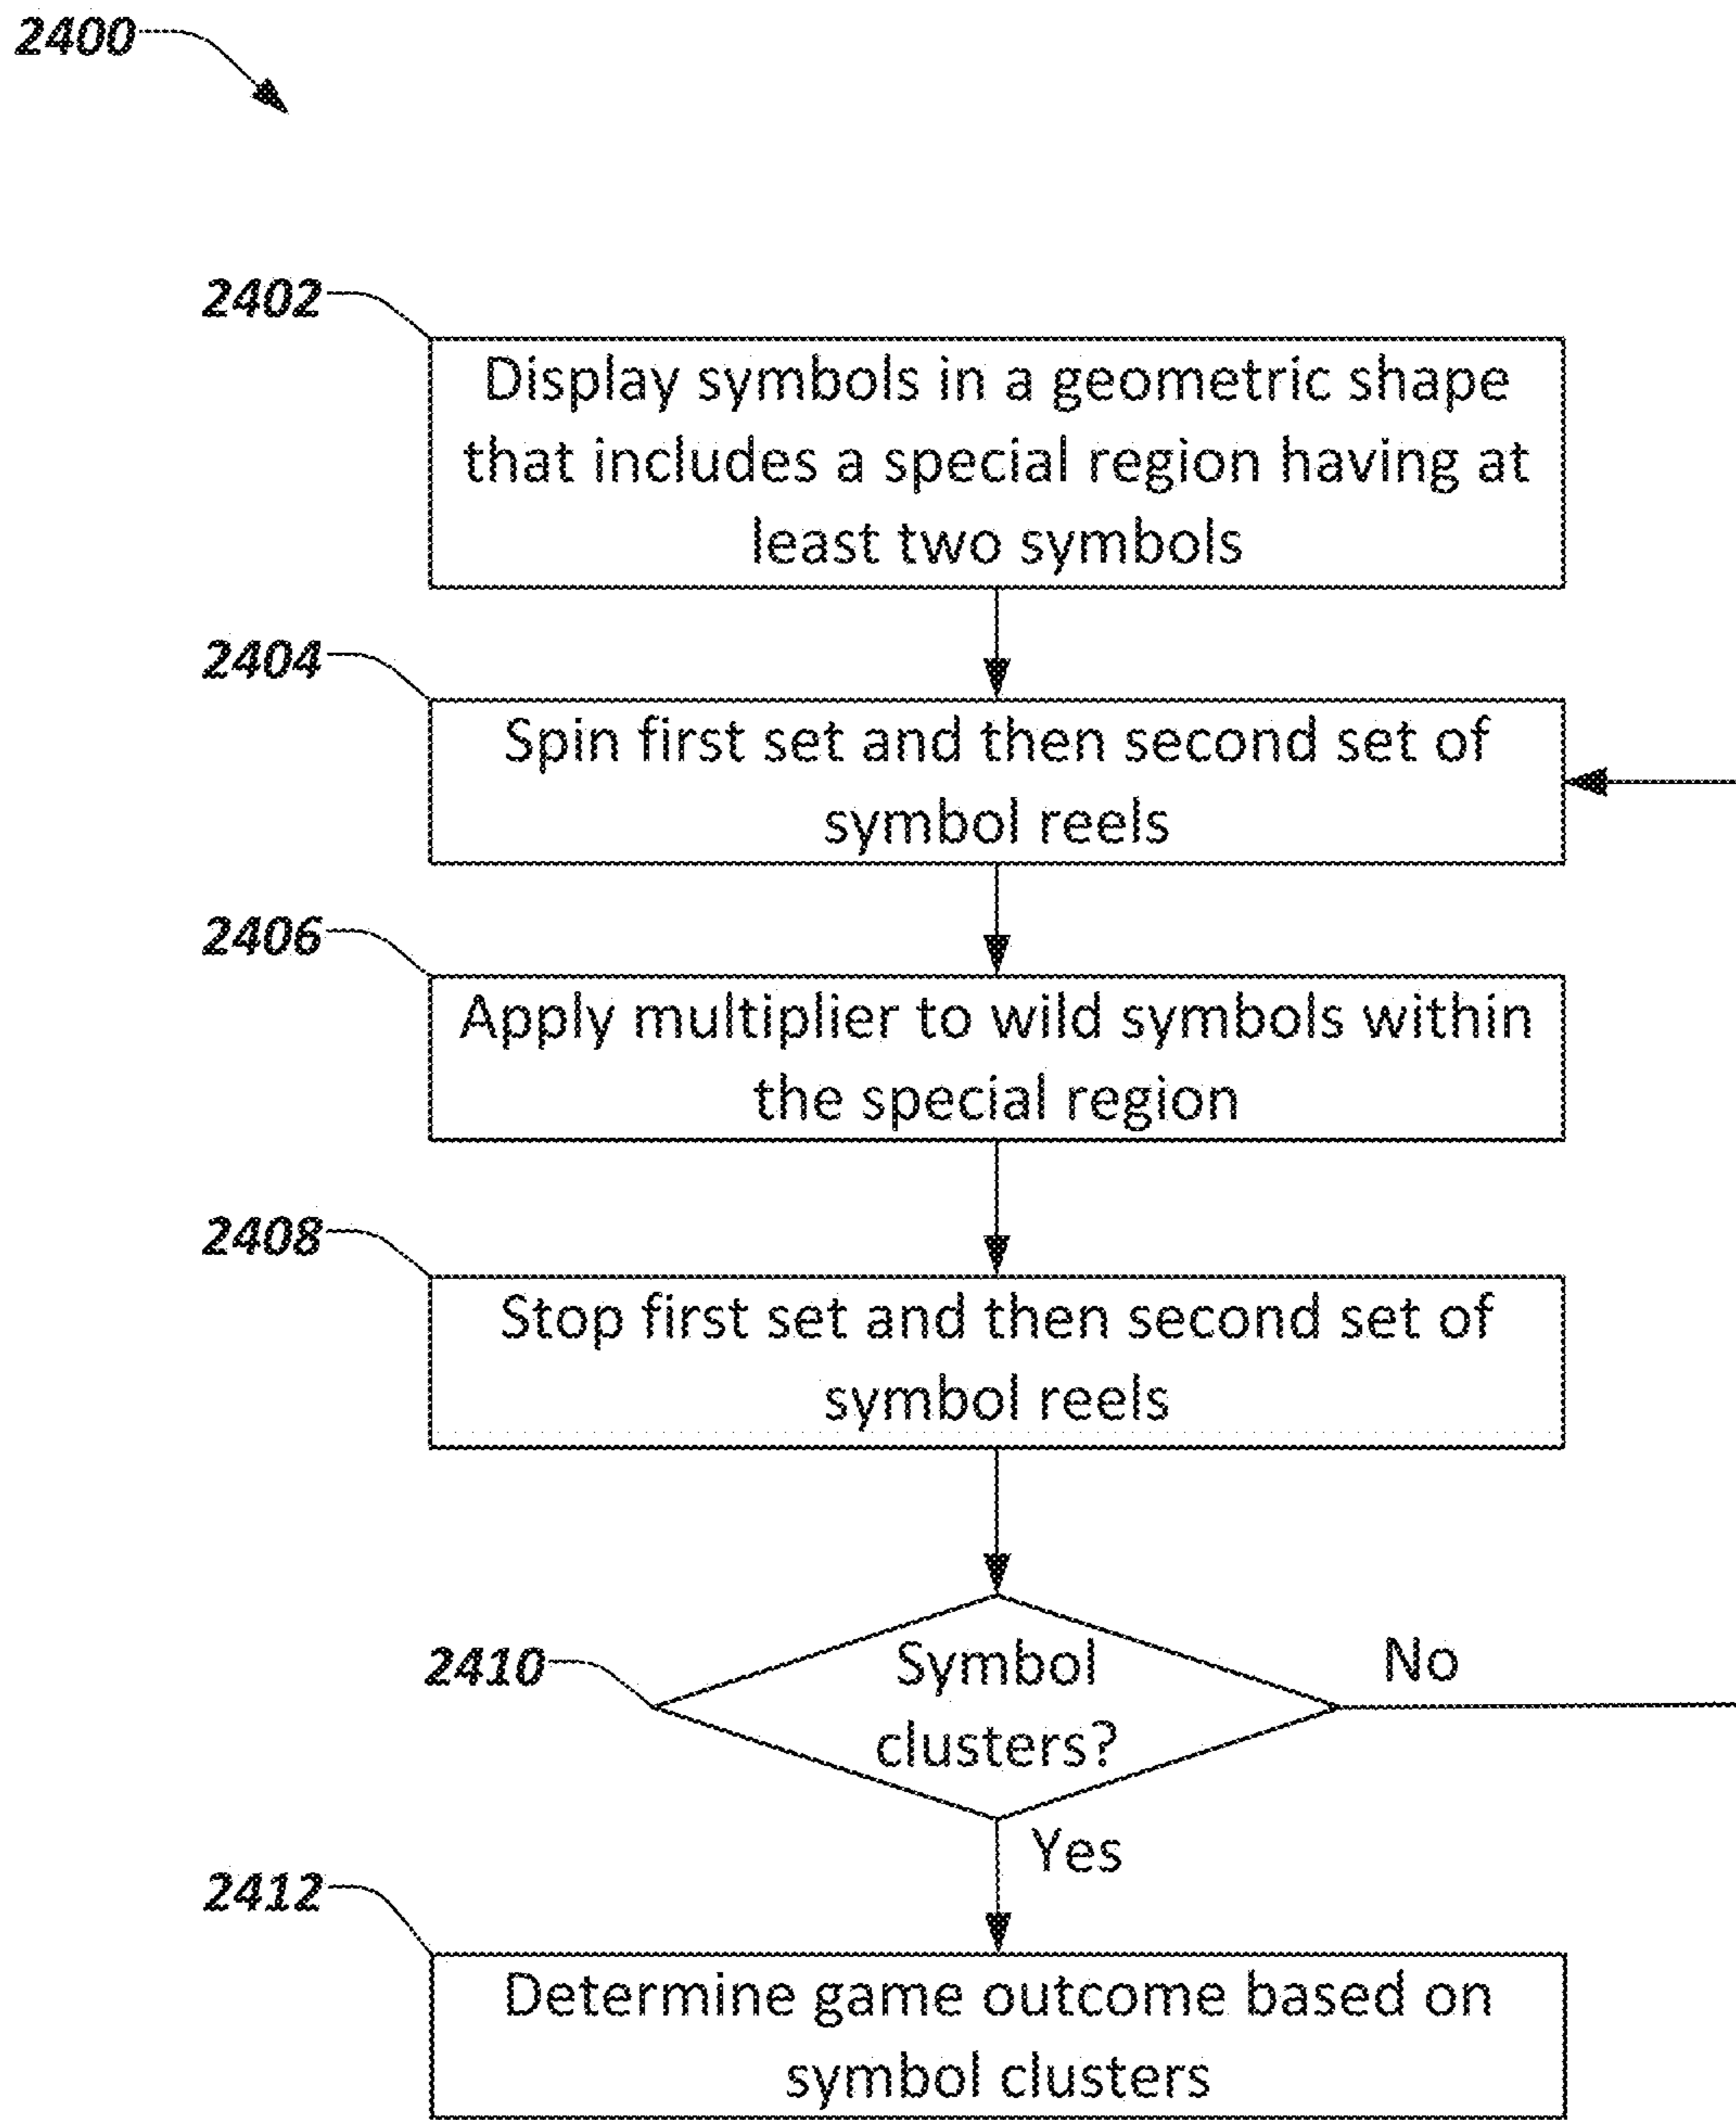 2400
2402
Display symbols in a geometric shape
that includes a special region having at
least two symbols
2404
Spin first set and then second set of
symbol reels
2406
Apply multiplier to wild symbols within
the special region
2408
Stop first set and then second set of
symbol reels
2410
Symbol
clusters?
No
Yes
2412
Determine game outcome based on
symbol clusters